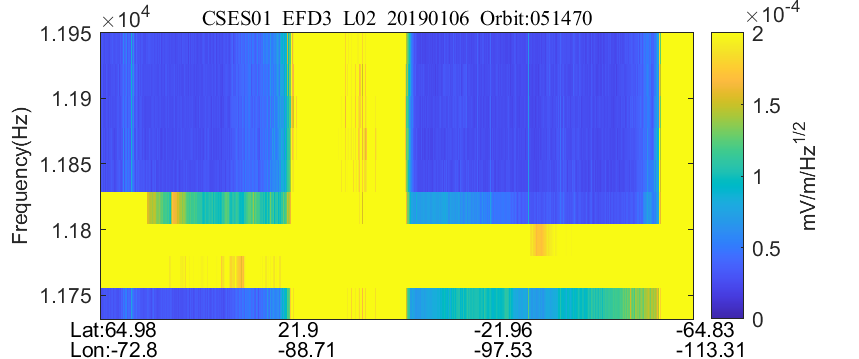 CSES01 EFD3 L02 20190106 Orbit:051470
×10⁴
×10⁻⁴
1.195
1.19
1.185
1.18
1.175
Frequency(Hz)
2
1.5
1
0.5
0
mV/m/Hz^1/2
Lat:64.98 21.9 -21.96 -64.83
Lon:-72.8 -88.71 -97.53 -113.31